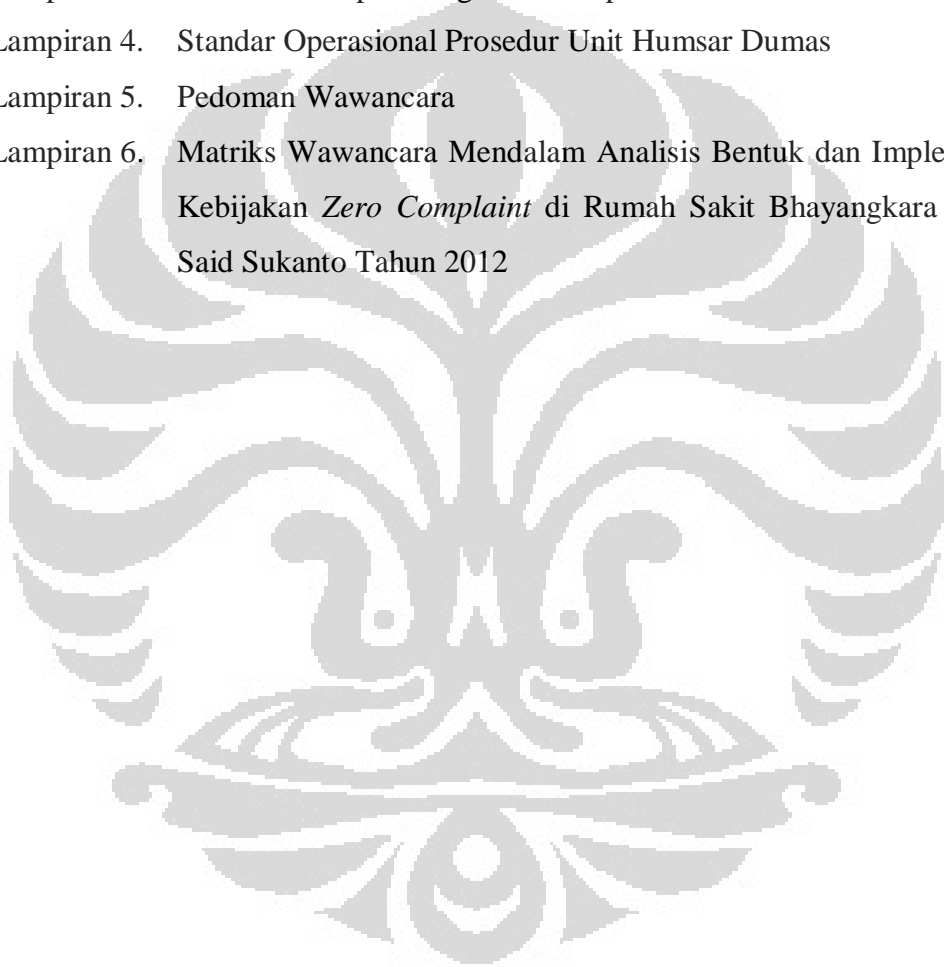 Lampiran 4. Standar Operasional Prosedur Unit Humsar Dumas
Lampiran 5. Pedoman Wawancara
Lampiran 6. Matriks Wawancara Mendalam Analisis Bentuk dan Imple
Kebijakan Zero Complaint di Rumah Sakit Bhayangkara
Said Sukanto Tahun 2012